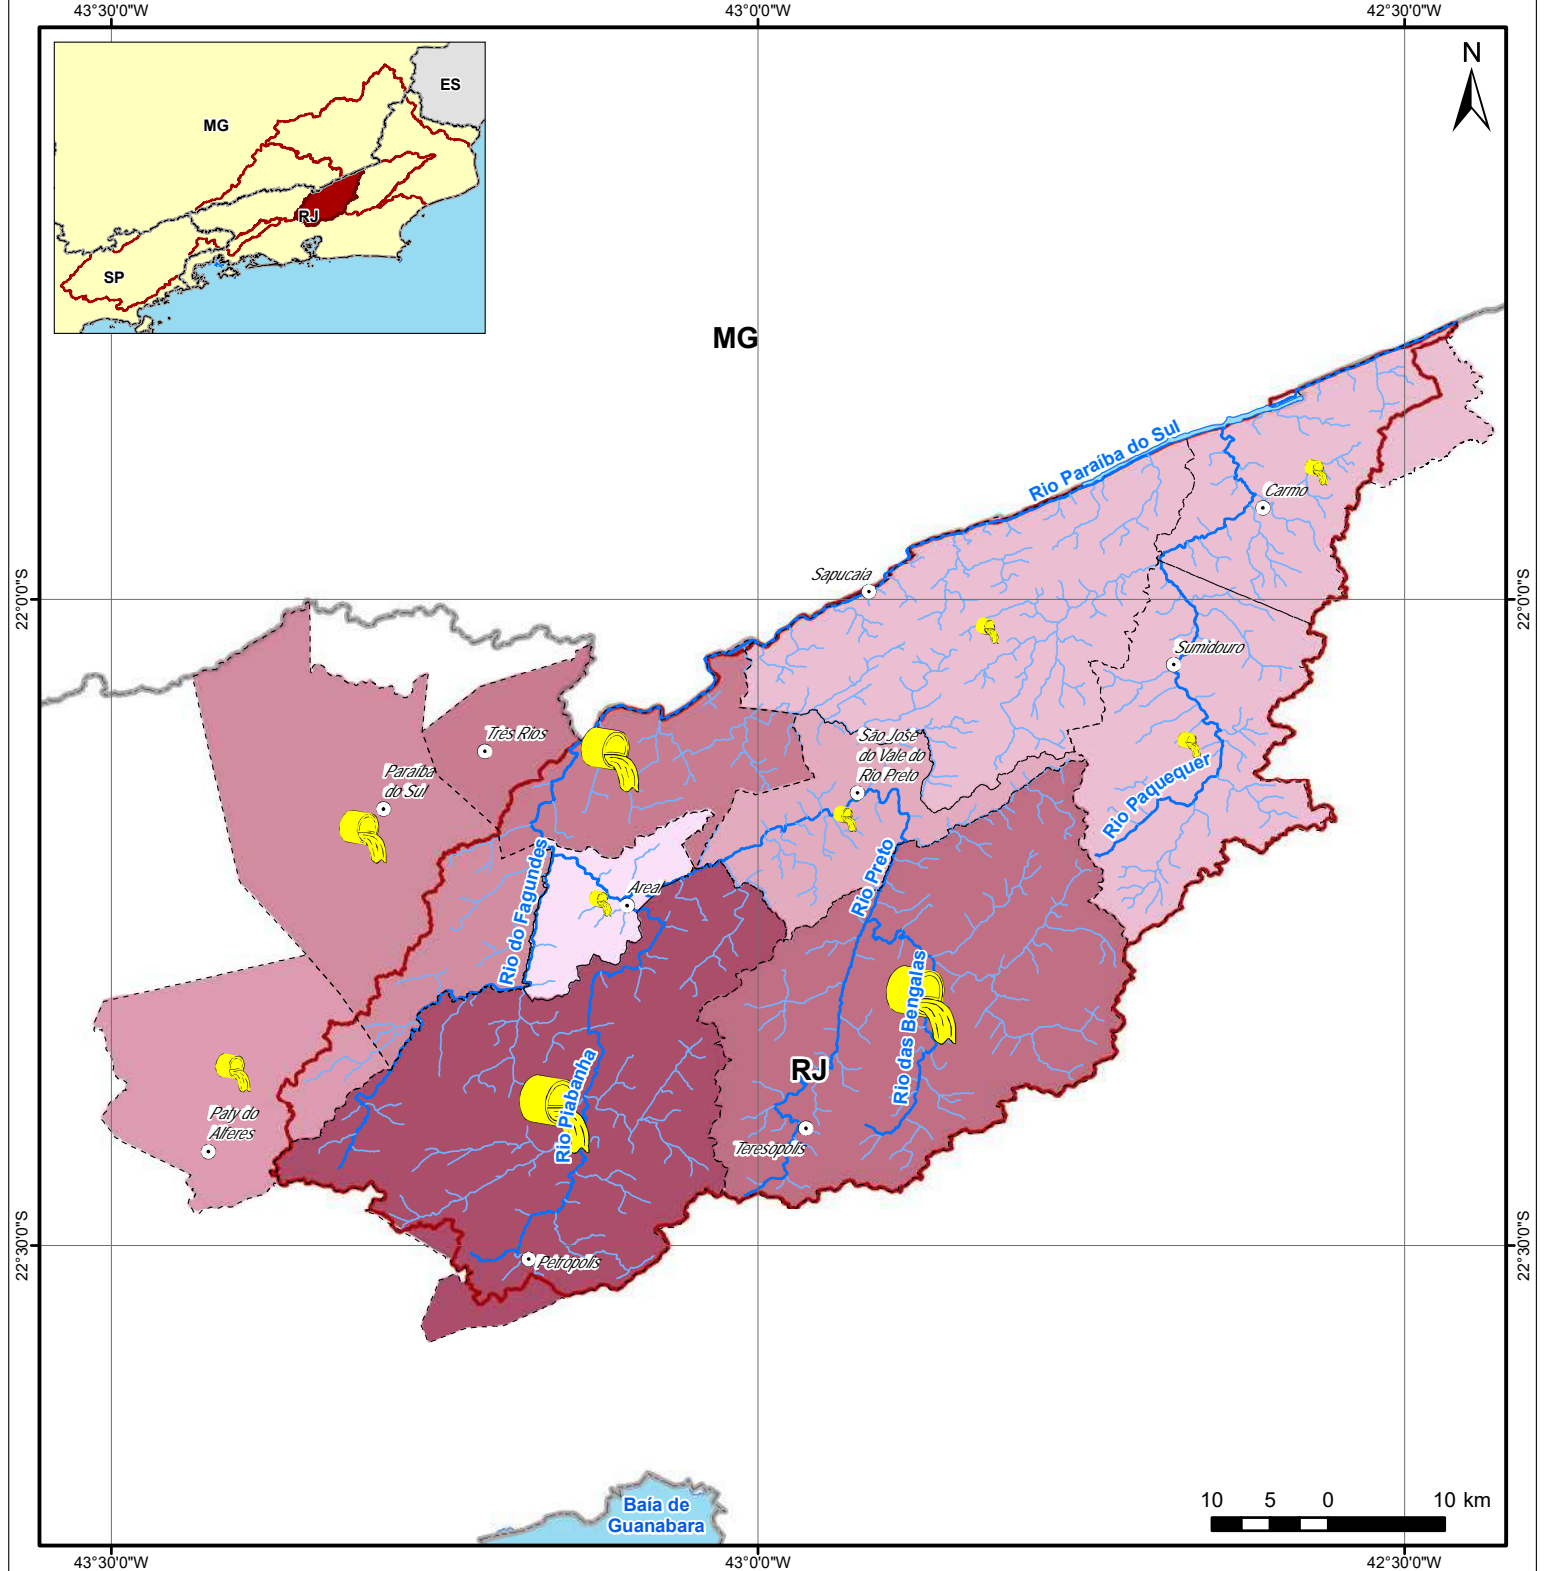 43°30'0"W
43°0'0"W
42°30'0"W
N
ES
MG
RJ
SP
MG
Rio Paraíba do Sul
Carmo
Sapucaia
22°0'0"S
22°0'0"S
Sumidouro
Três Rios
São José
do Vale do
Rio Preto
Paraíba
do Sul
Rio Paquequer
Rio do Fagundes
Areal
Rio Preto
Rio das Bengalas
Rio Piabanha
RJ
Paty do
Alferes
Teresópolis
22°30'0"S
22°30'0"S
Petrópolis
Baía de
Guanabara
10 5 0 10 km
43°30'0"W
43°0'0"W
42°30'0"W